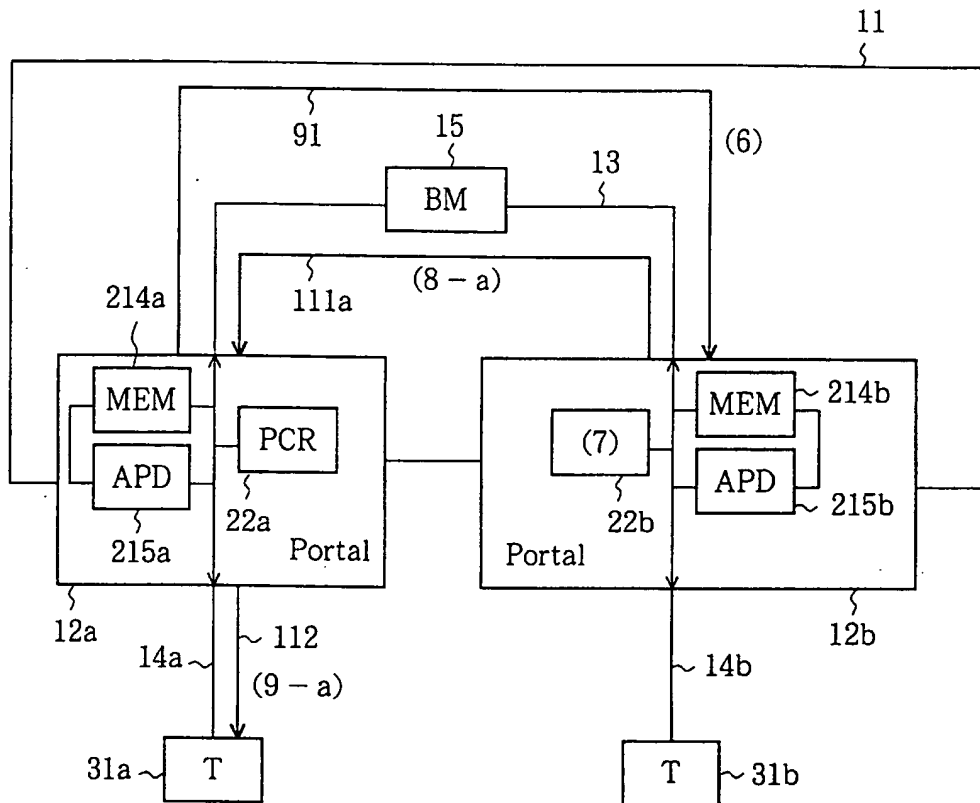 11
91
15
(6)
BM
13
(8 – a)
111a
214a
MEM
PCR
APD
22a
215a
Portal
MEM
214b
(7)
APD
22b
215b
Portal
12a
112
14a
(9 – a)
12b
14b
31a
T
T
31b